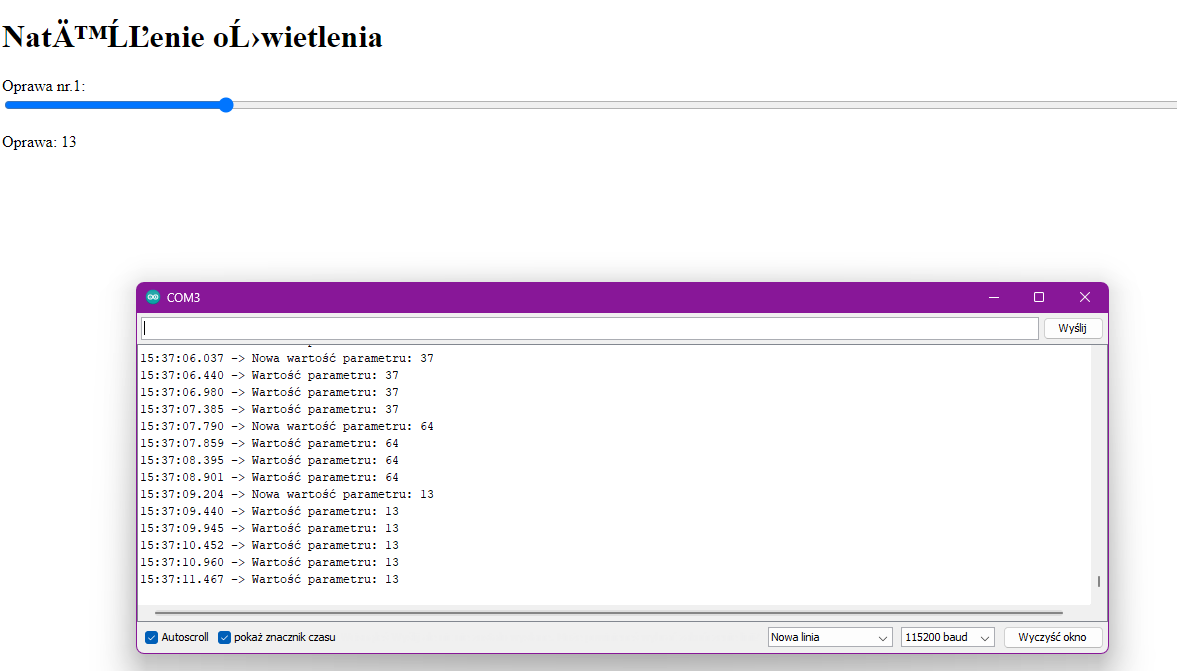 NatÄ™ĹĽenie oĹ›wietlenia
Oprawa nr.1:
Oprawa: 13
COM3
Wyślij
15:37:06.037 -> Nowa wartość parametru: 37
15:37:06.440 -> Wartość parametru: 37
15:37:06.980 -> Wartość parametru: 37
15:37:07.385 -> Wartość parametru: 37
15:37:07.790 -> Nowa wartość parametru: 64
15:37:07.859 -> Wartość parametru: 64
15:37:08.395 -> Wartość parametru: 64
15:37:08.901 -> Wartość parametru: 64
15:37:09.204 -> Nowa wartość parametru: 13
15:37:09.440 -> Wartość parametru: 13
15:37:09.945 -> Wartość parametru: 13
15:37:10.452 -> Wartość parametru: 13
15:37:10.960 -> Wartość parametru: 13
15:37:11.467 -> Wartość parametru: 13
Autoscroll pokaż znacznik czasu Nowa linia 115200 baud Wyczyść okno